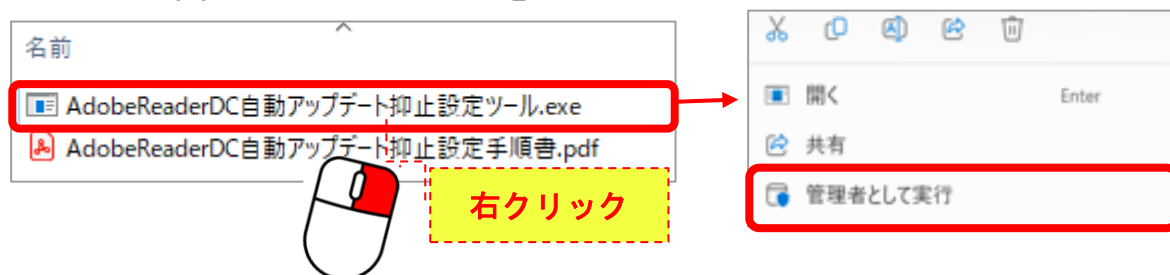 名前
AdobeReaderDC自動アップデート抑止設定ツール.exe
AdobeReaderDC自動アップデート抑止設定手順書.pdf
右クリック
開く Enter
共有
管理者として実行